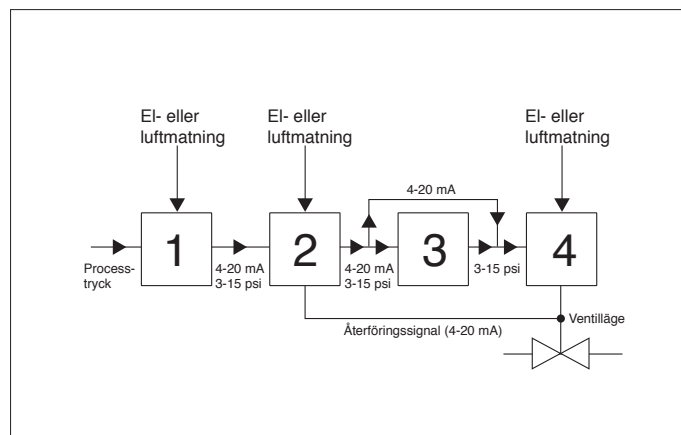 El- eller
luftmatning
El- eller
luftmatning
El- eller
luftmatning
4-20 mA
1
2
3
4
Process-
tryck
4-20 mA
3-15 psi
4-20 mA
3-15 psi
3-15 psi
Återföringssignal (4-20 mA)
Ventilläge